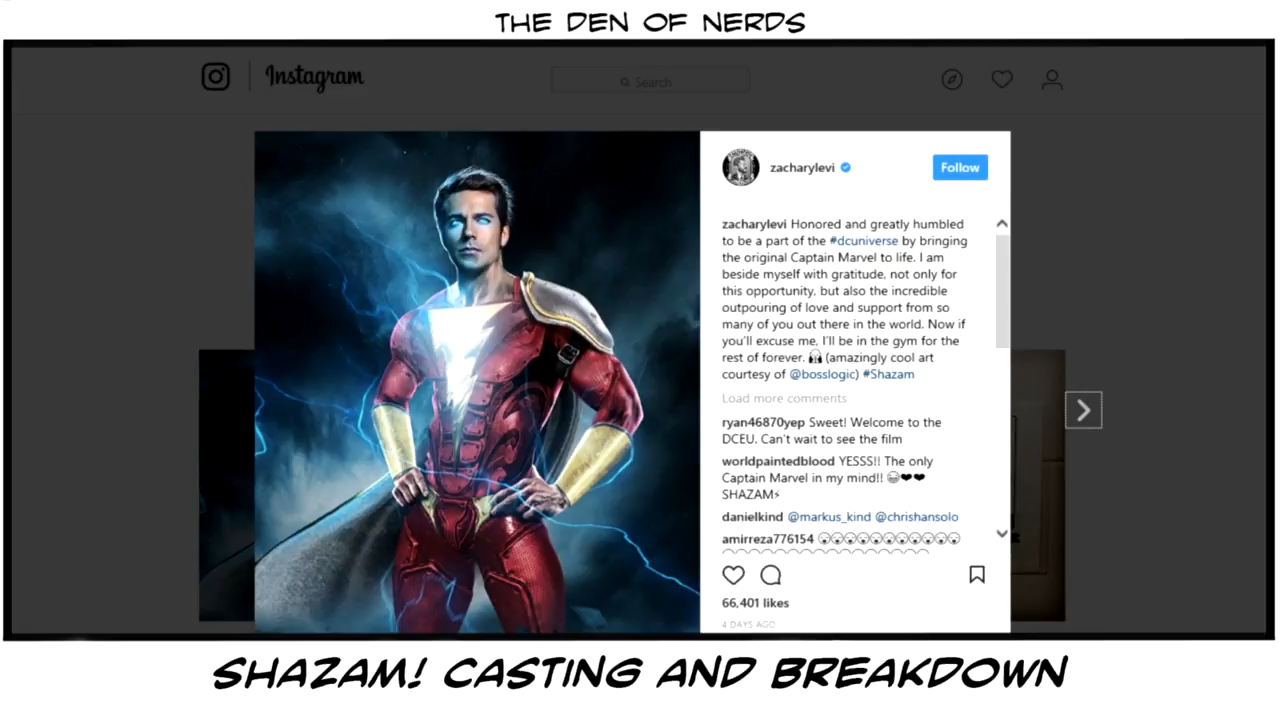 THE DEN OF NERDS
Instagram
Search
zacharylevi
Follow
zacharylevi Honored and greatly humbled
to be a part of the #dcuniverse by bringing
the original Captain Marvel to life. I am
beside myself with gratitude, not only for
this opportunity, but also the incredible
outpouring of love and support from so
many of you out there in the world. Now if
you'll excuse me, I'll be in the gym for the
rest of forever. (amazingly cool art
courtesy of @bosslogic) #Shazam
Load more comments
ryan46870yep Sweet! Welcome to the
DCEU. Can't wait to see the film
worldpaintedblood YESSS!! The only
Captain Marvel in my mind!! 😂❤❤
SHAZAM⚡
danielkind @markus_kind @chrishansolo
amirreza776154 😮😮😮😮😮😮😮😮😮😮😮
66,401 likes
4 DAYS AGO
SHAZAM! CASTING AND BREAKDOWN